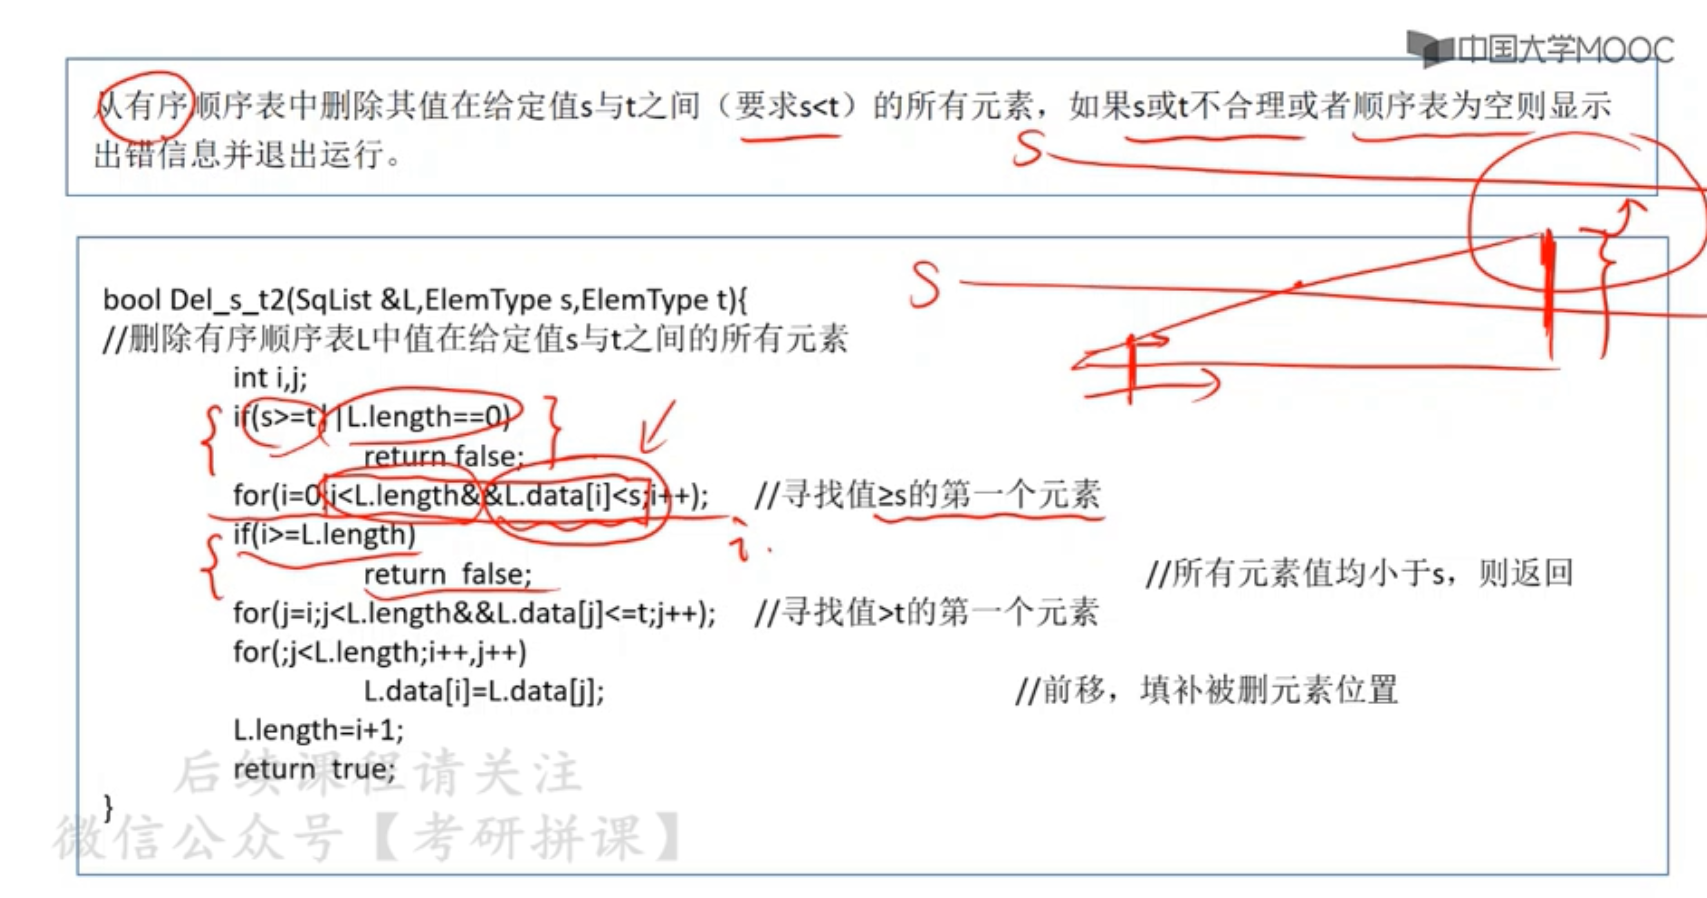 中国大学MOOC
从有序顺序表中删除其值在给定值s与t之间（要求s<t）的所有元素，如果s或t不合理或者顺序表为空则显示
出错信息并退出运行。
S
S
bool Del_s_t2(SqList &L,ElemType s,ElemType t){
//删除有序顺序表L中值在给定值s与t之间的所有元素
int i,j;
if(s>=t||L.length==0)
return false;
for(i=0;i<L.length&&L.data[i]<s;i++); //寻找值≥s的第一个元素
if(i>=L.length)
i.
return false; //所有元素值均小于s，则返回
for(j=i;j<L.length&&L.data[j]<=t;j++); //寻找值>t的第一个元素
for(;j<L.length;i++,j++)
L.data[i]=L.data[j]; //前移，填补被删元素位置
L.length=i+1;
return true;
}
后续课程请关注
微信公众号【考研拼课】